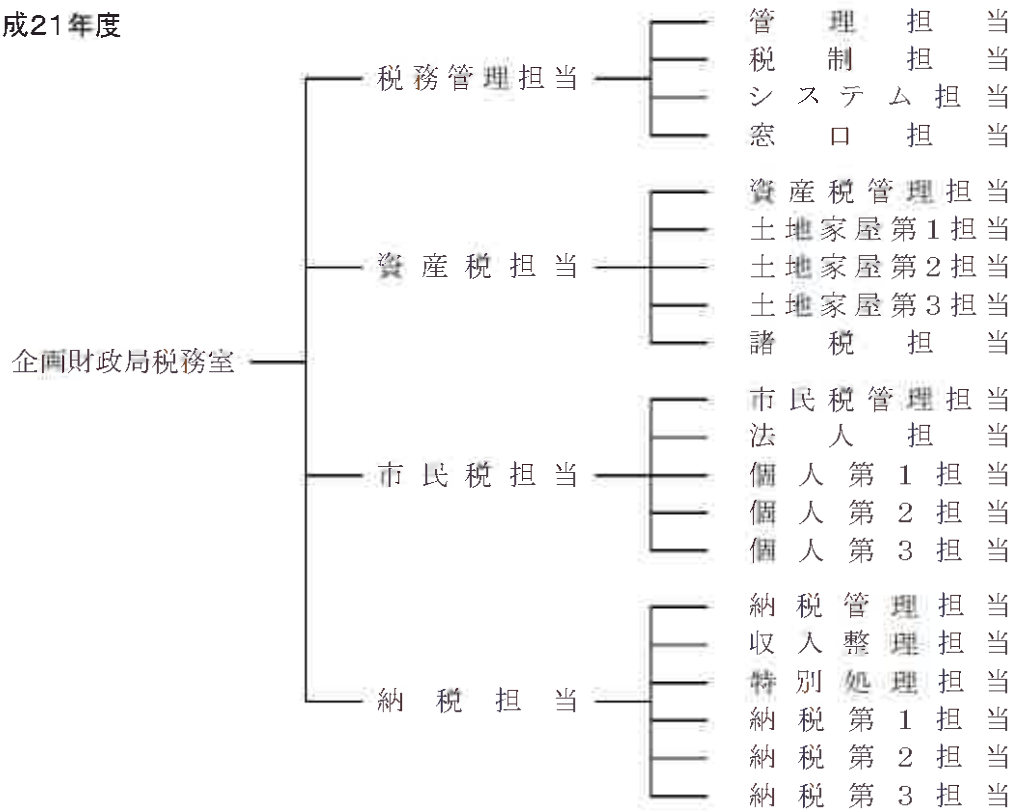 成21年度
企画財政局税務室
税務管理担当
管理担当
税制担当
システム担当
窓口担当
資産税担当
資産税管理担当
土地家屋第1担当
土地家屋第2担当
土地家屋第3担当
諸税担当
市民税担当
市民税管理担当
法人担当
個人第1担当
個人第2担当
個人第3担当
納税担当
納税管理担当
収入整理担当
特別処理担当
納税第1担当
納税第2担当
納税第3担当